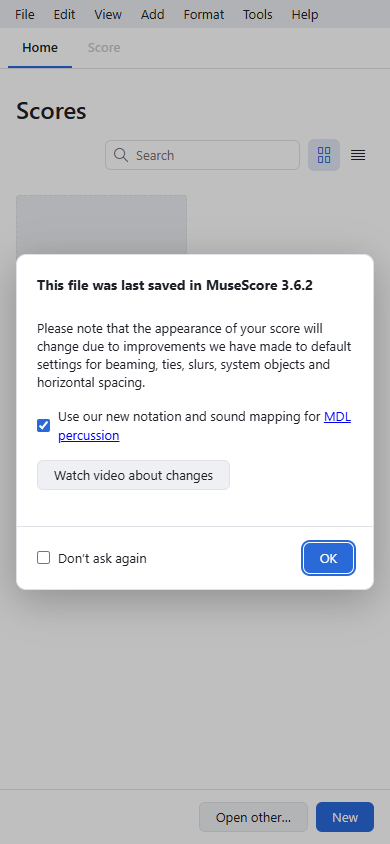 File Edit View Add Format Tools Help
Home Score
Scores
Search
This file was last saved in MuseScore 3.6.2
Please note that the appearance of your score will
change due to improvements we have made to default
settings for beaming, ties, slurs, system objects and
horizontal spacing.
Use our new notation and sound mapping for MDL
percussion
Watch video about changes
Don't ask again
OK
Open other...
New